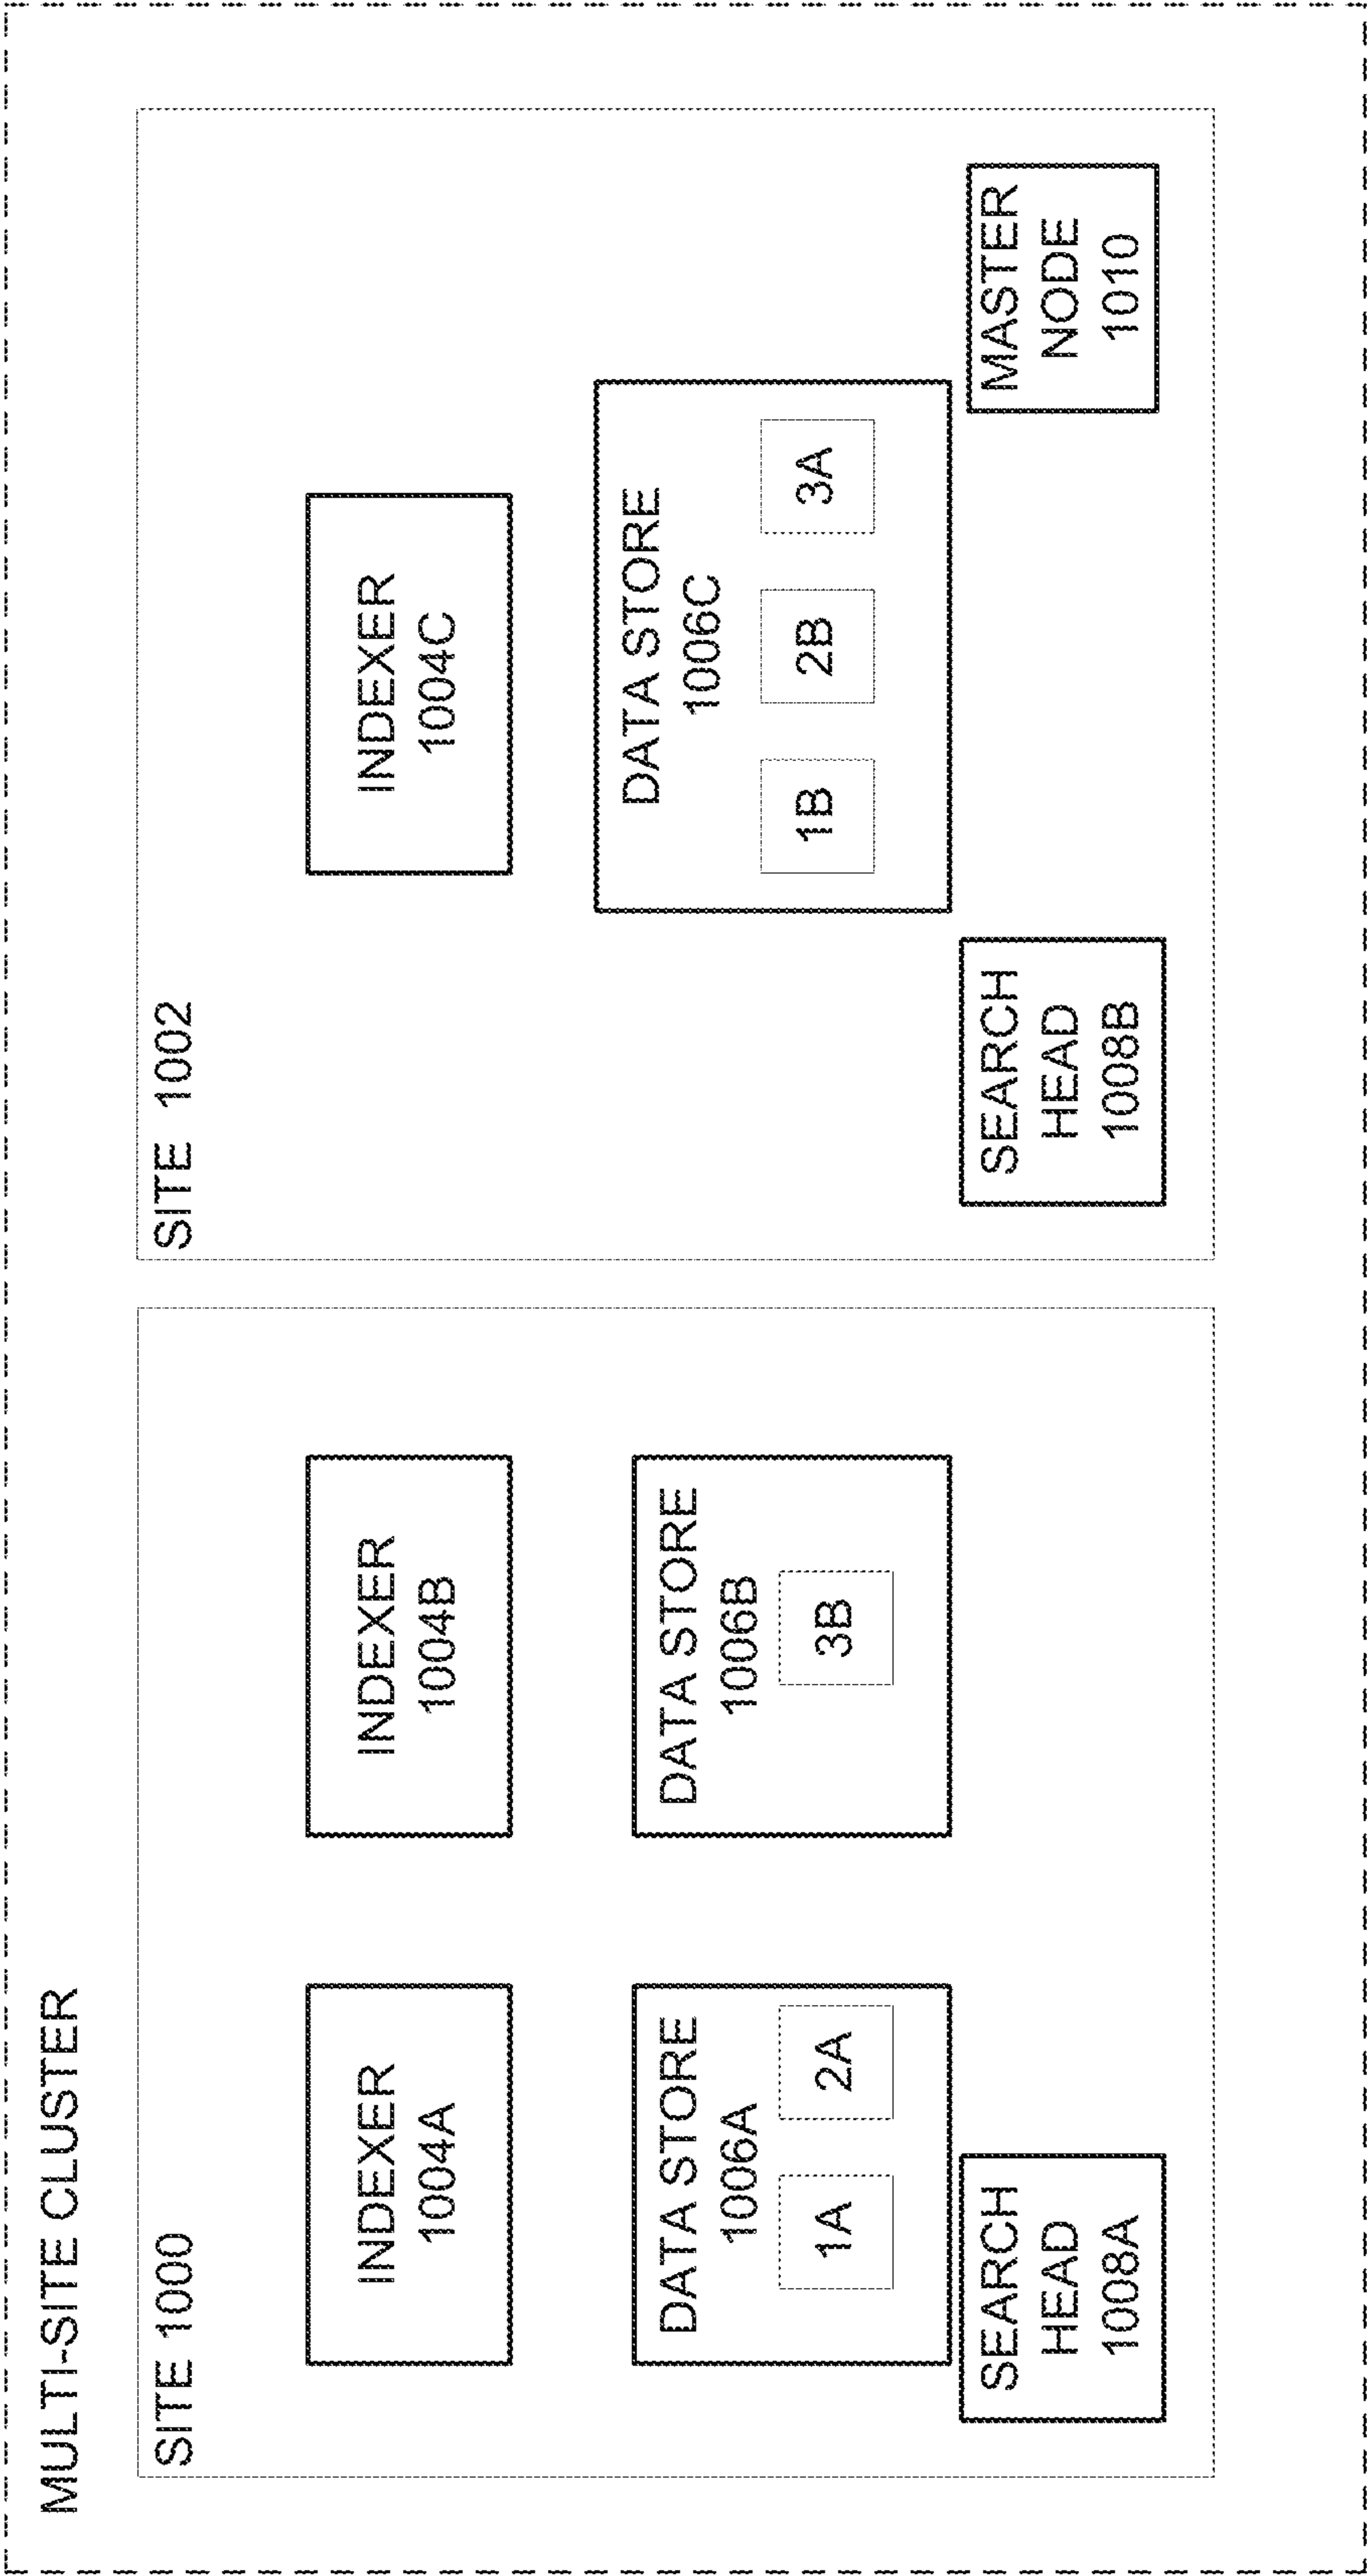 MULTI-SITE CLUSTER
SITE 1000
INDEXER
1004A
INDEXER
1004B
DATA STORE
1006A
1A
2A
DATA STORE
1006B
3B
SEARCH
HEAD
1008A
SITE 1002
INDEXER
1004C
DATA STORE
1006C
1B
2B
3A
SEARCH
HEAD
1008B
MASTER
NODE
1010